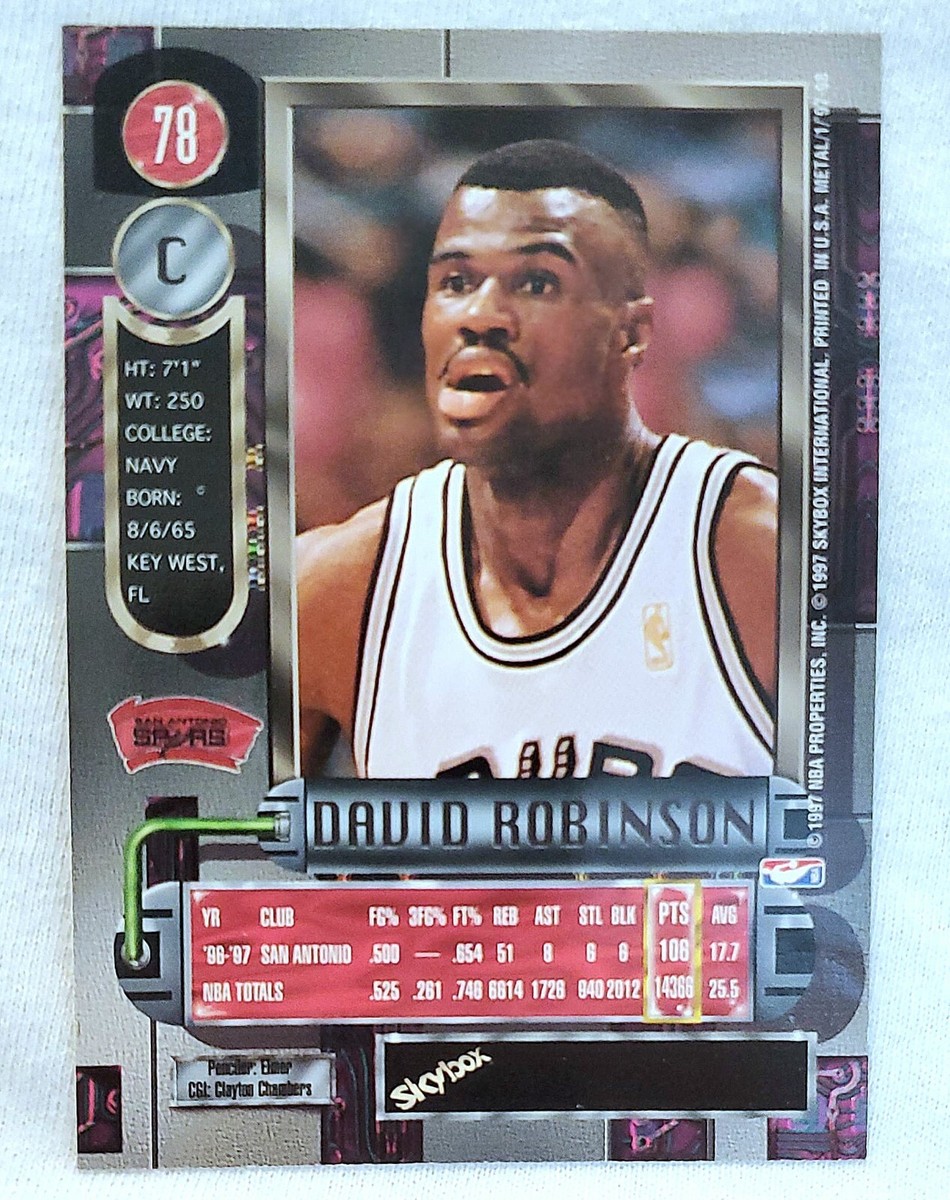 78
C
HT: 7'1"
WT: 250
COLLEGE:
NAVY
BORN:
8/6/65
KEY WEST,
FL
SAN ANTONIO
SPURS
DAVID ROBINSON
YR CLUB FG% 3FG% FT% REB AST STL BLK PTS AVG
'96-'97 SAN ANTONIO .500 — .654 51 8 6 6 106 17.7
NBA TOTALS .525 .261 .746 6614 1726 940 2012 14366 25.5
Penciler: Elmer
CGI: Clayton Chambers
skybox
©1997 NBA PROPERTIES, INC. ©1997 SKYBOX INTERNATIONAL. PRINTED IN U.S.A. METAL/1/97-98